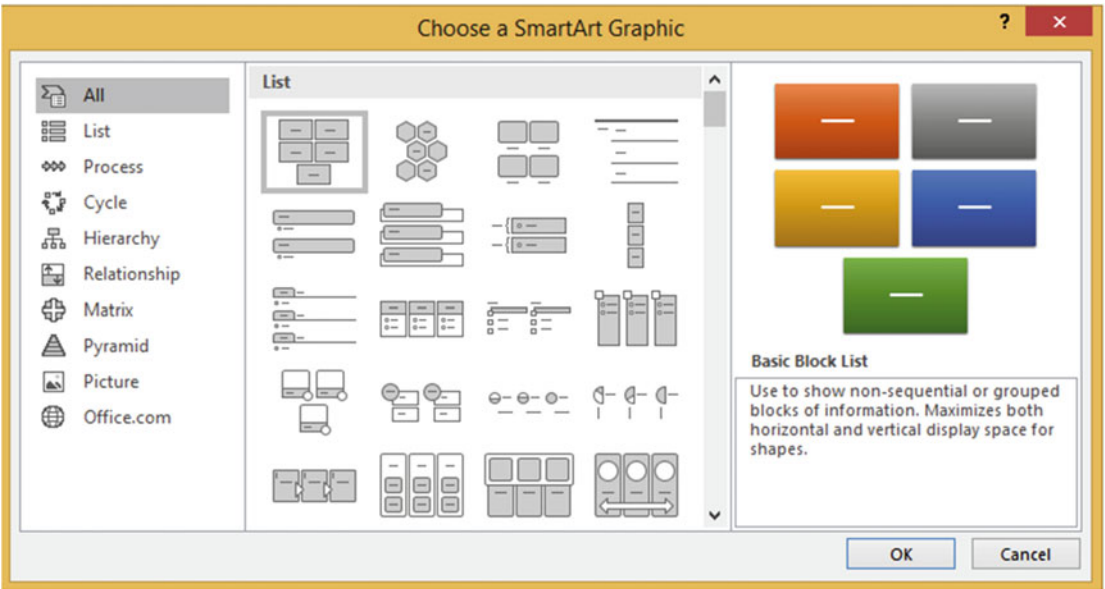 Choose a SmartArt Graphic
?
All
List
Process
Cycle
Hierarchy
Relationship
Matrix
Pyramid
Picture
Office.com
List
Basic Block List
Use to show non-sequential or grouped
blocks of information. Maximizes both
horizontal and vertical display space for
shapes.
OK
Cancel